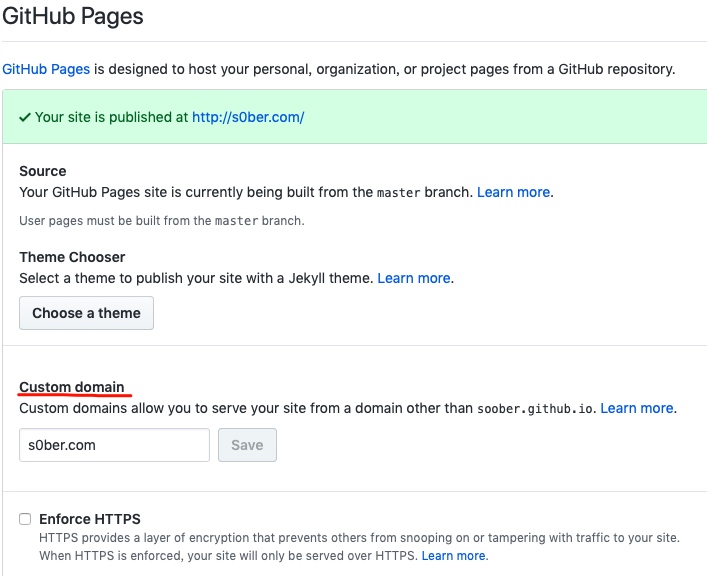 GitHub Pages
GitHub Pages is designed to host your personal, organization, or project pages from a GitHub repository.
✓ Your site is published at http://s0ber.com/
Source
Your GitHub Pages site is currently being built from the master branch. Learn more.
User pages must be built from the master branch.
Theme Chooser
Select a theme to publish your site with a Jekyll theme. Learn more.
Choose a theme
Custom domain
Custom domains allow you to serve your site from a domain other than soober.github.io. Learn more.
s0ber.com Save
Enforce HTTPS
HTTPS provides a layer of encryption that prevents others from snooping on or tampering with traffic to your site.
When HTTPS is enforced, your site will only be served over HTTPS. Learn more.